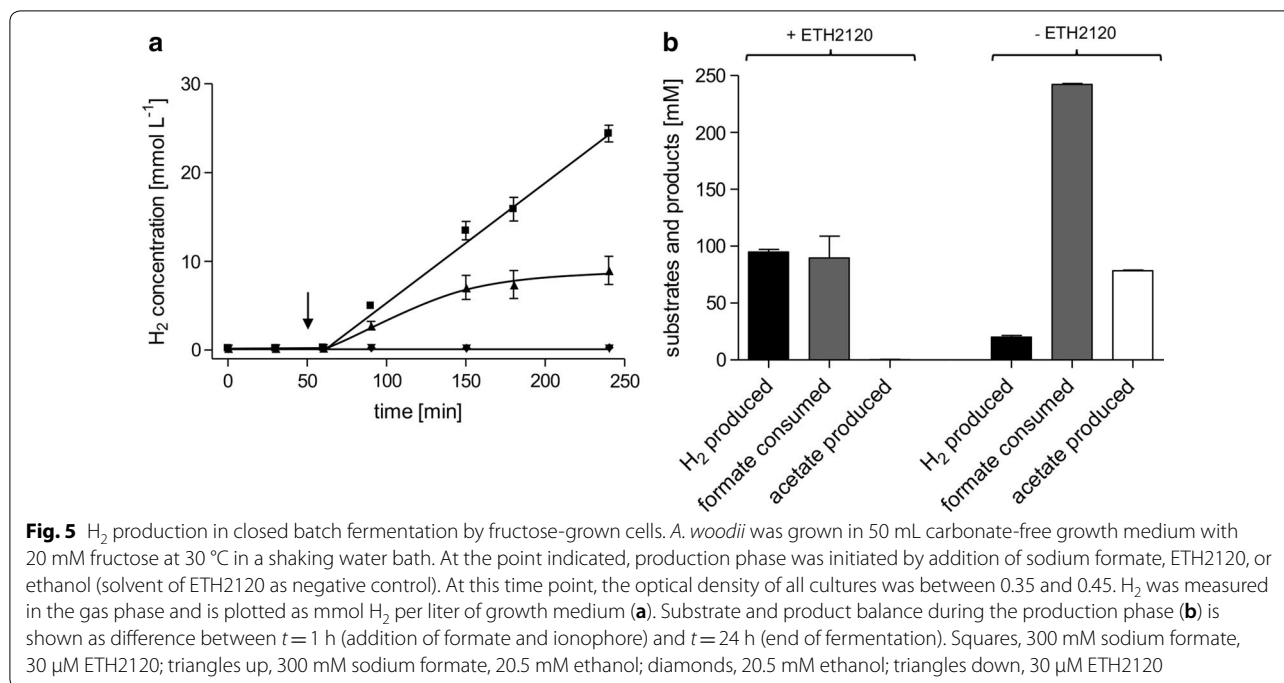 a
H2 concentration [mmol L−1]
30
20
10
0
0 50 100 150 200 250
time [min]
b
+ ETH2120 - ETH2120
substrates and products [mM]
250
200
150
100
50
0
H2 produced
formate consumed
acetate produced
H2 produced
formate consumed
acetate produced
Fig. 5 H2 production in closed batch fermentation by fructose-grown cells. A. woodii was grown in 50 mL carbonate-free growth medium with
20 mM fructose at 30 °C in a shaking water bath. At the point indicated, production phase was initiated by addition of sodium formate, ETH2120, or
ethanol (solvent of ETH2120 as negative control). At this time point, the optical density of all cultures was between 0.35 and 0.45. H2 was measured
in the gas phase and is plotted as mmol H2 per liter of growth medium (a). Substrate and product balance during the production phase (b) is
shown as difference between t = 1 h (addition of formate and ionophore) and t = 24 h (end of fermentation). Squares, 300 mM sodium formate,
30 µM ETH2120; triangles up, 300 mM sodium formate, 20.5 mM ethanol; diamonds, 20.5 mM ethanol; triangles down, 30 µM ETH2120